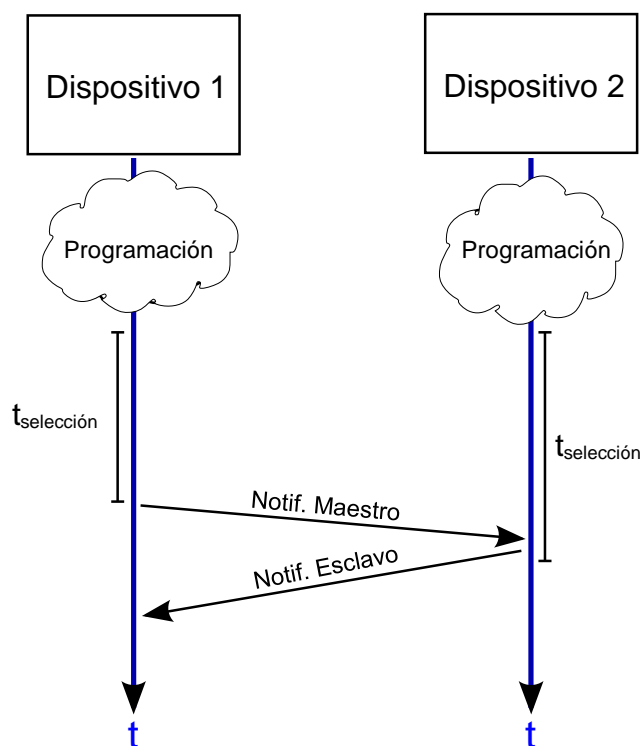 Dispositivo 1
Dispositivo 2
Programación
Programación
tselección
tselección
Notif. Maestro
Notif. Esclavo
t
t